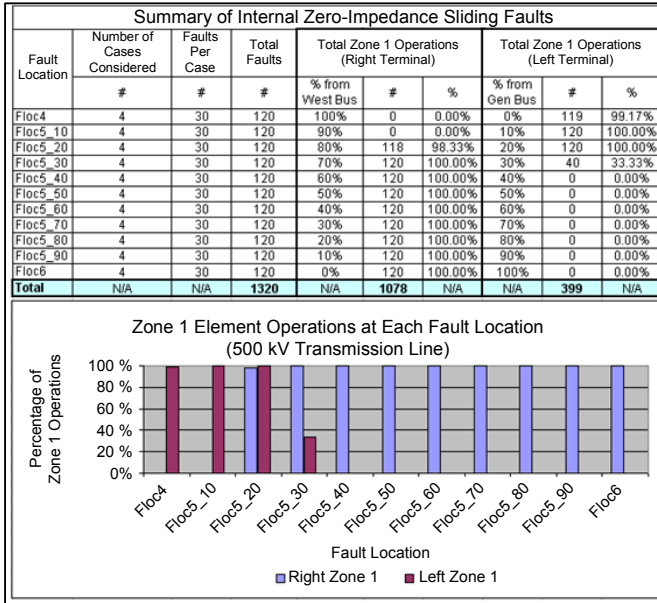 Summary of Internal Zero-Impedance Sliding Faults
Fault Location | Number of Cases Considered | Faults Per Case | Total Faults | Total Zone 1 Operations (Right Terminal) | Total Zone 1 Operations (Left Terminal)
# | # | # | % from West Bus | # | % | % from Gen Bus | # | %
Floc4 | 4 | 30 | 120 | 100% | 0 | 0.00% | 0% | 119 | 99.17%
Floc5_10 | 4 | 30 | 120 | 90% | 0 | 0.00% | 10% | 120 | 100.00%
Floc5_20 | 4 | 30 | 120 | 80% | 118 | 98.33% | 20% | 120 | 100.00%
Floc5_30 | 4 | 30 | 120 | 70% | 120 | 100.00% | 30% | 40 | 33.33%
Floc5_40 | 4 | 30 | 120 | 60% | 120 | 100.00% | 40% | 0 | 0.00%
Floc5_50 | 4 | 30 | 120 | 50% | 120 | 100.00% | 50% | 0 | 0.00%
Floc5_60 | 4 | 30 | 120 | 40% | 120 | 100.00% | 60% | 0 | 0.00%
Floc5_70 | 4 | 30 | 120 | 30% | 120 | 100.00% | 70% | 0 | 0.00%
Floc5_80 | 4 | 30 | 120 | 20% | 120 | 100.00% | 80% | 0 | 0.00%
Floc5_90 | 4 | 30 | 120 | 10% | 120 | 100.00% | 90% | 0 | 0.00%
Floc6 | 4 | 30 | 120 | 0% | 120 | 100.00% | 100% | 0 | 0.00%
Total | N/A | N/A | 1320 | N/A | 1078 | N/A | N/A | 399 | N/A
Zone 1 Element Operations at Each Fault Location
(500 kV Transmission Line)
Percentage of
Zone 1 Operations
100 %
80 %
60 %
40 %
20 %
0%
Floc4
Floc5_10
Floc5_20
Floc5_30
Floc5_40
Floc5_50
Floc5_60
Floc5_70
Floc5_80
Floc5_90
Floc6
Fault Location
Right Zone 1
Left Zone 1